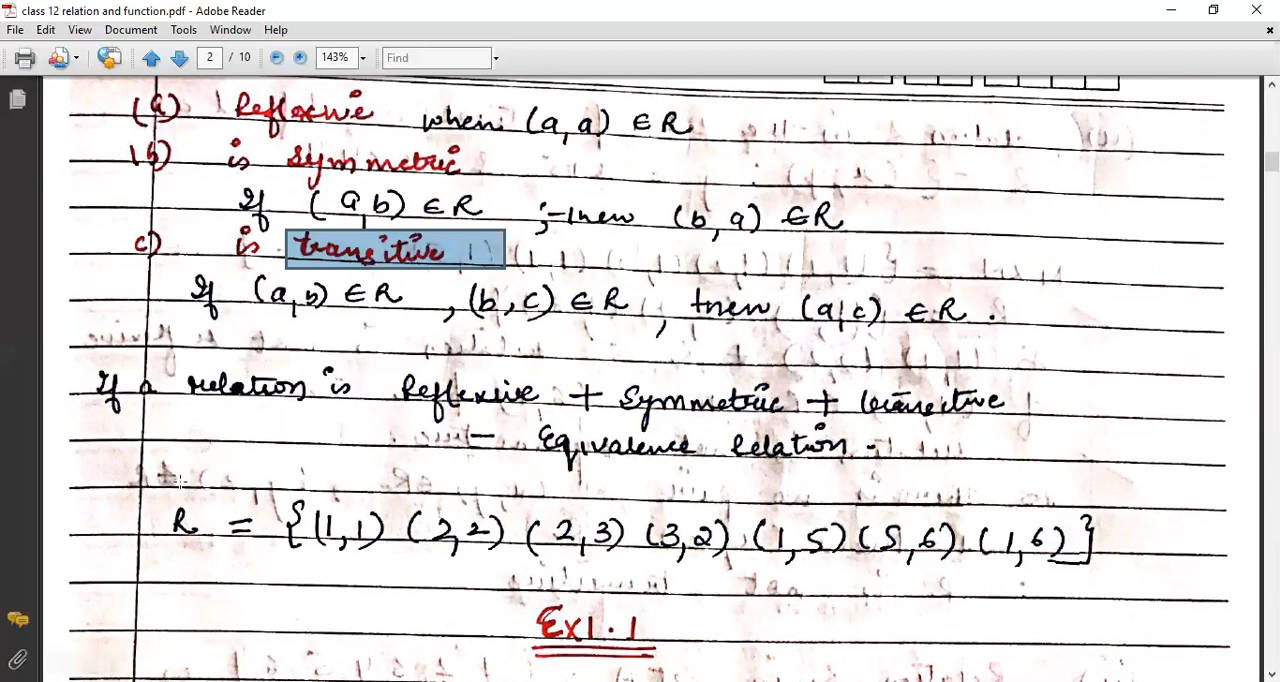 class 12 relation and function.pdf - Adobe Reader
File Edit View Document Tools Window Help
2 / 10 143% Find
(a) Reflexive when (a,a) ∈ R
(b) is symmetric
If (a,b) ∈ R ; then (b,a) ∈ R
c) is transitive
If (a,b) ∈ R , (b,c) ∈ R , then (a,c) ∈ R .
If a relation is Reflexive + Symmetric + transitive
= Equivalence Relation .
R = {(1,1) (2,2) (2,3) (3,2) (1,5) (5,6) (1,6)}
Ex 1.1